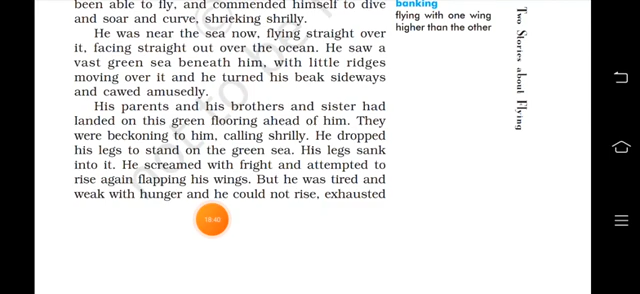 been able to fly, and commended himself to dive
and soar and curve, shrieking shrilly.
He was near the sea now, flying straight over
it, facing straight out over the ocean. He saw a
vast green sea beneath him, with little ridges
moving over it and he turned his beak sideways
and cawed amusedly.
His parents and his brothers and sister had
landed on this green flooring ahead of him. They
were beckoning to him, calling shrilly. He dropped
his legs to stand on the green sea. His legs sank
into it. He screamed with fright and attempted to
rise again flapping his wings. But he was tired and
weak with hunger and he could not rise, exhausted
banking
flying with one wing
higher than the other
Two Stories about Flying
18:40